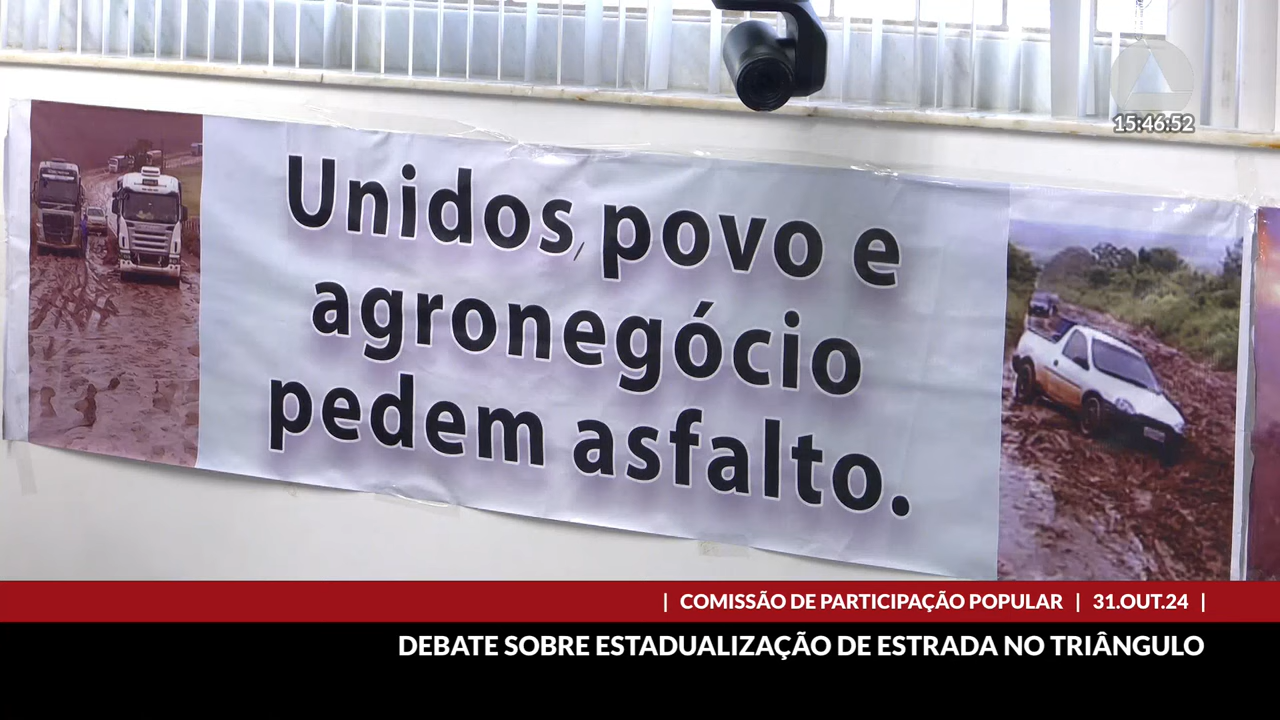 15:46:52
Unidos, povo e
agronegócio
pedem asfalto.
| COMISSÃO DE PARTICIPAÇÃO POPULAR | 31.OUT.24 |
DEBATE SOBRE ESTADUALIZAÇÃO DE ESTRADA NO TRIÂNGULO